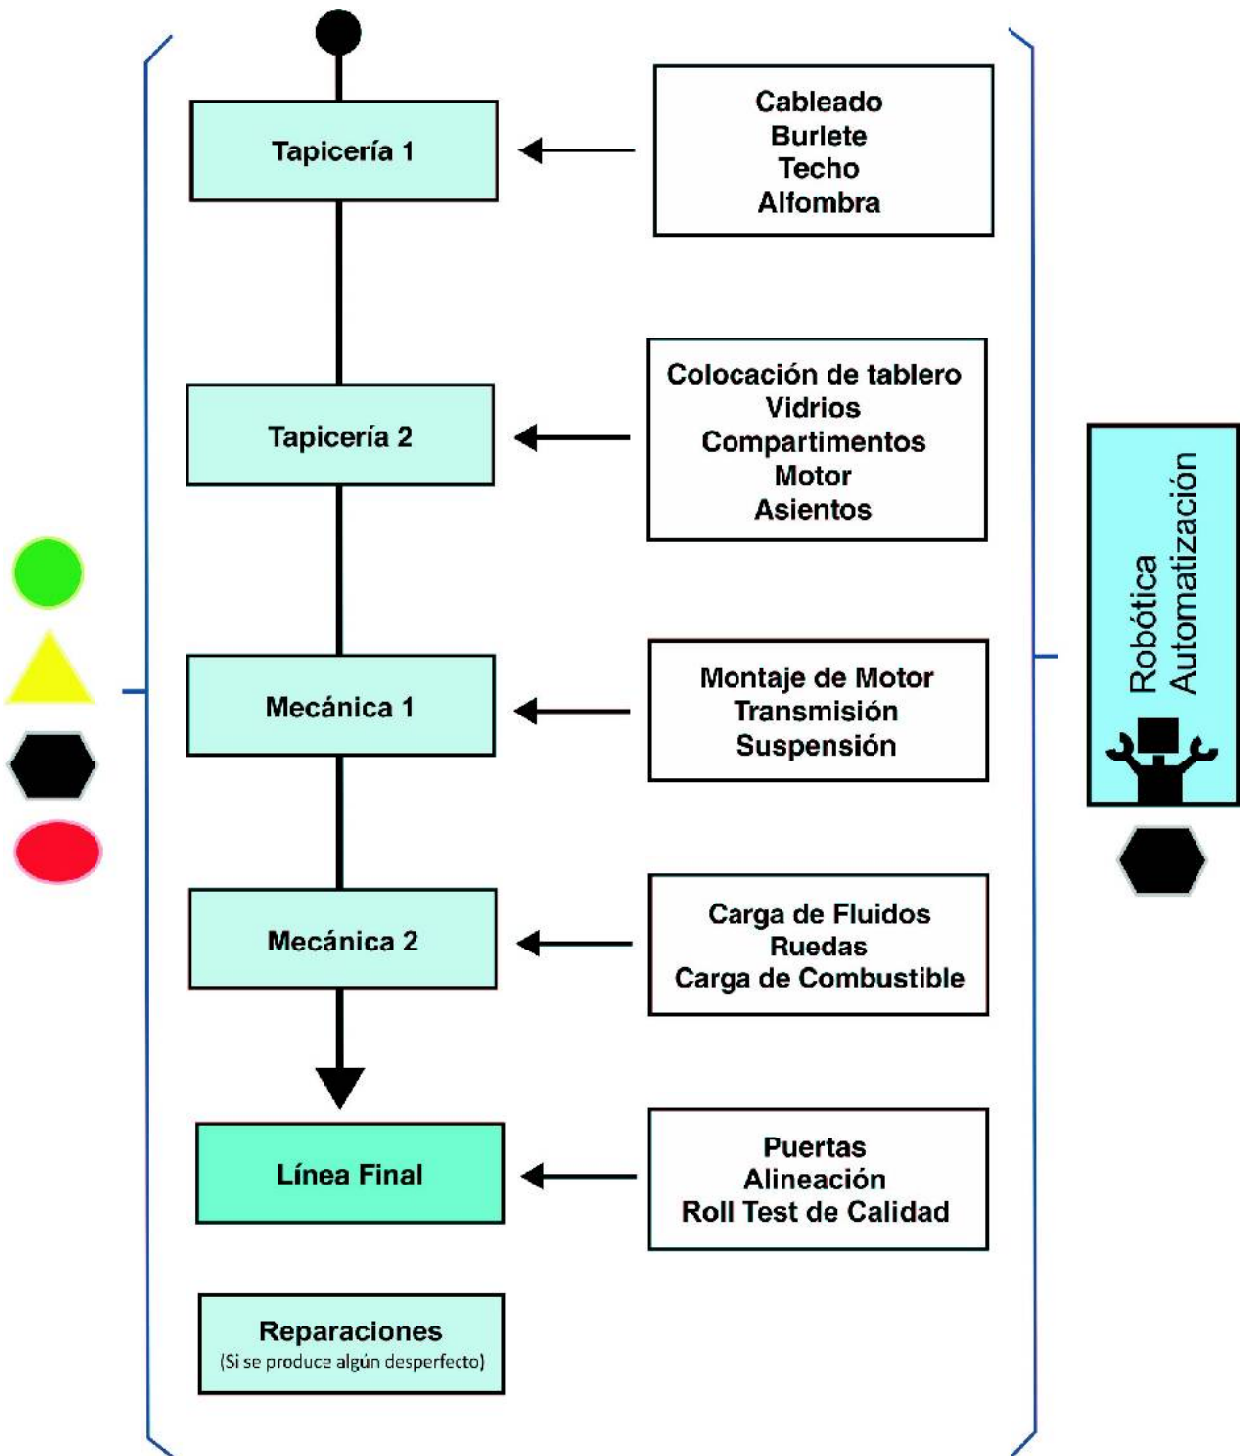 Tapicería 1
Cableado
Burlete
Techo
Alfombra
Tapicería 2
Colocación de tablero
Vidrios
Compartimentos
Motor
Asientos
Mecánica 1
Montaje de Motor
Transmisión
Suspensión
Mecánica 2
Carga de Fluidos
Ruedas
Carga de Combustible
Línea Final
Puertas
Alineación
Roll Test de Calidad
Reparaciones
(Si se produce algún desperfecto)
Robótica
Automatización